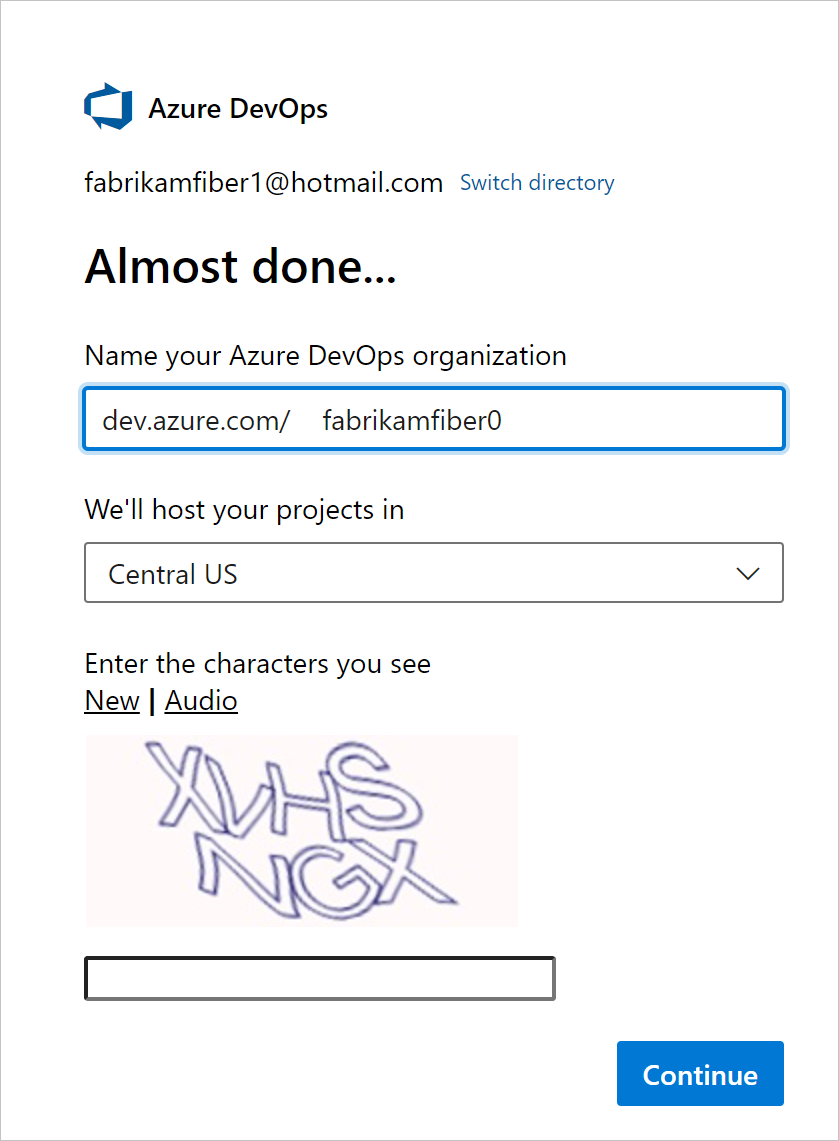 Azure DevOps
fabrikamfiber1@hotmail.com Switch directory
Almost done...
Name your Azure DevOps organization
dev.azure.com/ fabrikamfiber0
We'll host your projects in
Central US
Enter the characters you see
New | Audio
XVHS
NGX
Continue